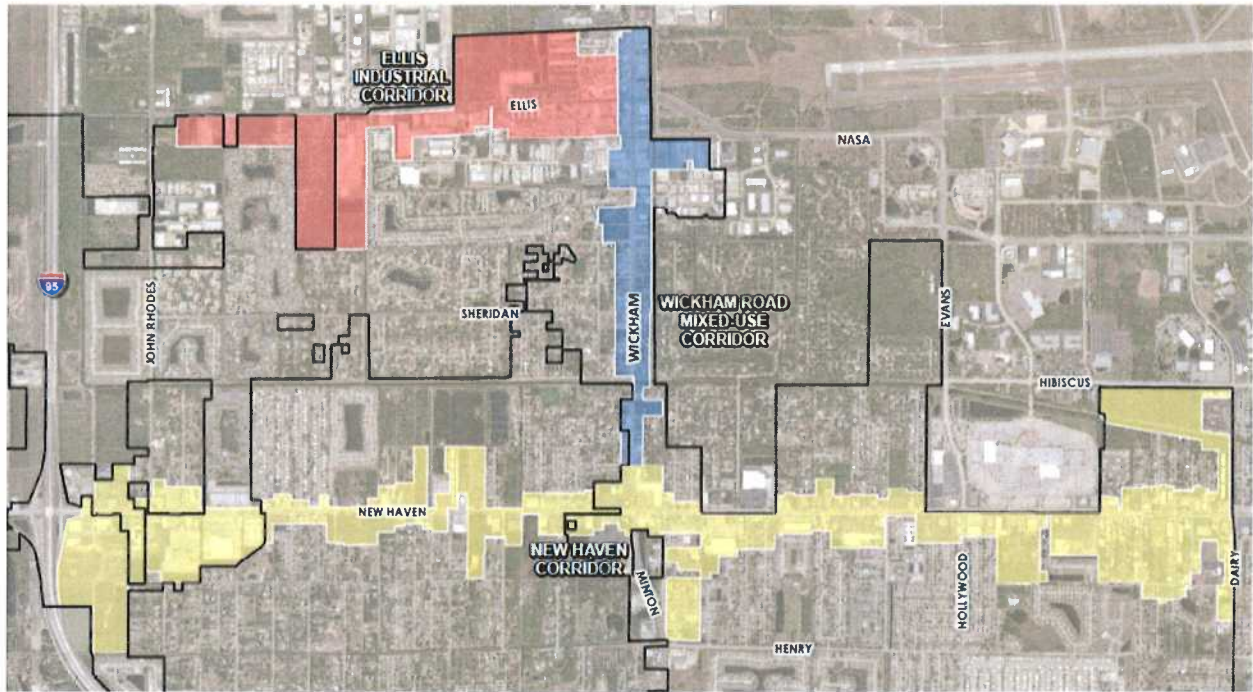 ELLIS
INDUSTRIAL
CORRIDOR
ELLIS
NASA
95
JOHN RHODES
SHERIDAN
WICKHAM
WICKHAM ROAD
MIXED-USE
CORRIDOR
EVANS
HIBISCUS
NEW HAVEN
NEW HAVEN
CORRIDOR
MINTON
HOLLYWOOD
DAIRY
HENRY